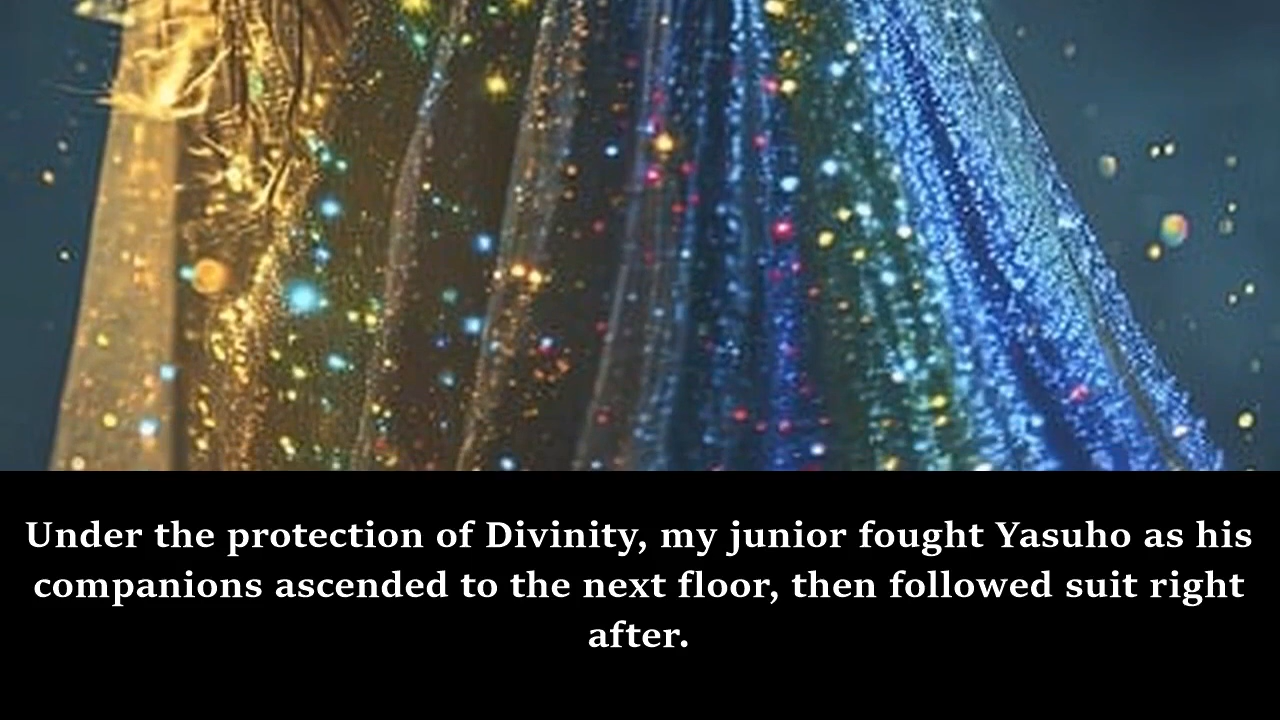 Under the protection of Divinity, my junior fought Yasuho as his
companions ascended to the next floor, then followed suit right
after.